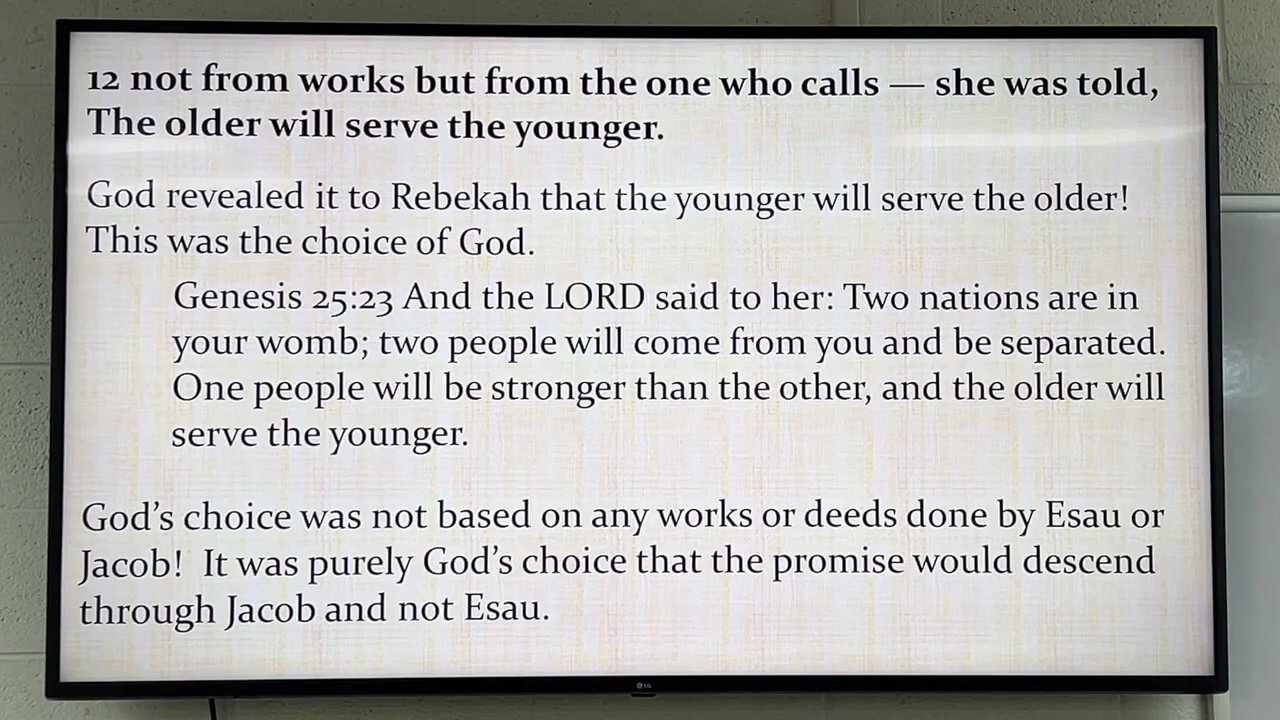 12 not from works but from the one who calls — she was told,
The older will serve the younger.
God revealed it to Rebekah that the younger will serve the older!
This was the choice of God.
Genesis 25:23 And the LORD said to her: Two nations are in
your womb; two people will come from you and be separated.
One people will be stronger than the other, and the older will
serve the younger.
God’s choice was not based on any works or deeds done by Esau or
Jacob!  It was purely God’s choice that the promise would descend
through Jacob and not Esau.
LG